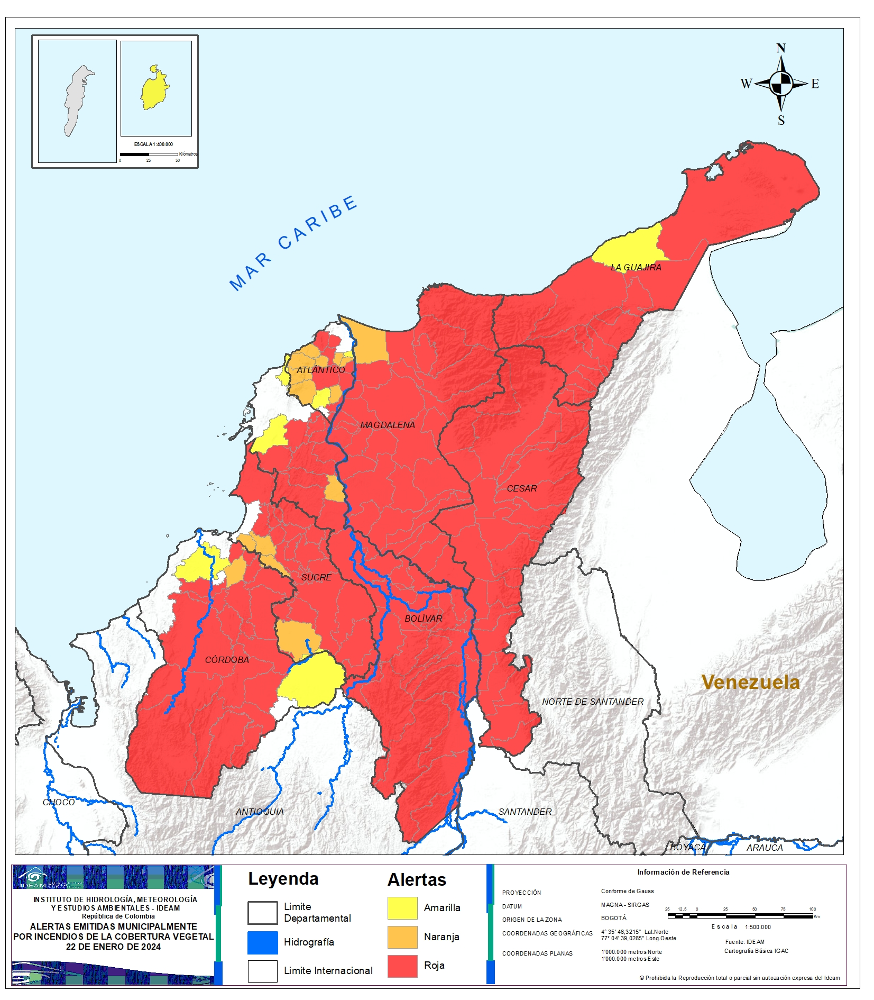 N
W
E
S
ESCALA 1:400.000
Kilómetros
0 25 50
MAR CARIBE
LA GUAJIRA
ATLÁNTICO
MAGDALENA
CESAR
SUCRE
BOLÍVAR
CÓRDOBA
Venezuela
NORTE DE SANTANDER
CHOCÓ
ANTIOQUIA
SANTANDER
BOYACÁ
ARAUCA
IDEAM
INSTITUTO DE HIDROLOGÍA, METEOROLOGÍA
Y ESTUDIOS AMBIENTALES - IDEAM
República de Colombia
ALERTAS EMITIDAS MUNICIPALMENTE
POR INCENDIOS DE LA COBERTURA VEGETAL
22 DE ENERO DE 2024
Leyenda
Limite
Departamental
Hidrografía
Limite Internacional
Alertas
Amarilla
Naranja
Roja
Información de Referencia
PROYECCIÓN Conforme de Gauss
DATUM MAGNA - SIRGAS
ORIGEN DE LA ZONA BOGOTÁ
COORDENADAS GEOGRÁFICAS 4° 35' 46,3215" Lat.Norte
77° 04' 39,0285" Long.Oeste
COORDENADAS PLANAS 1'000.000 metros Norte
1'000.000 metros Este
25 12,5 0 25 50 75 100
Km
Escala 1:500.000
Fuente: IDEAM
Cartografía Básica IGAC
© Prohibida la Reproducción total o parcial sin autozación expresa del Ideam